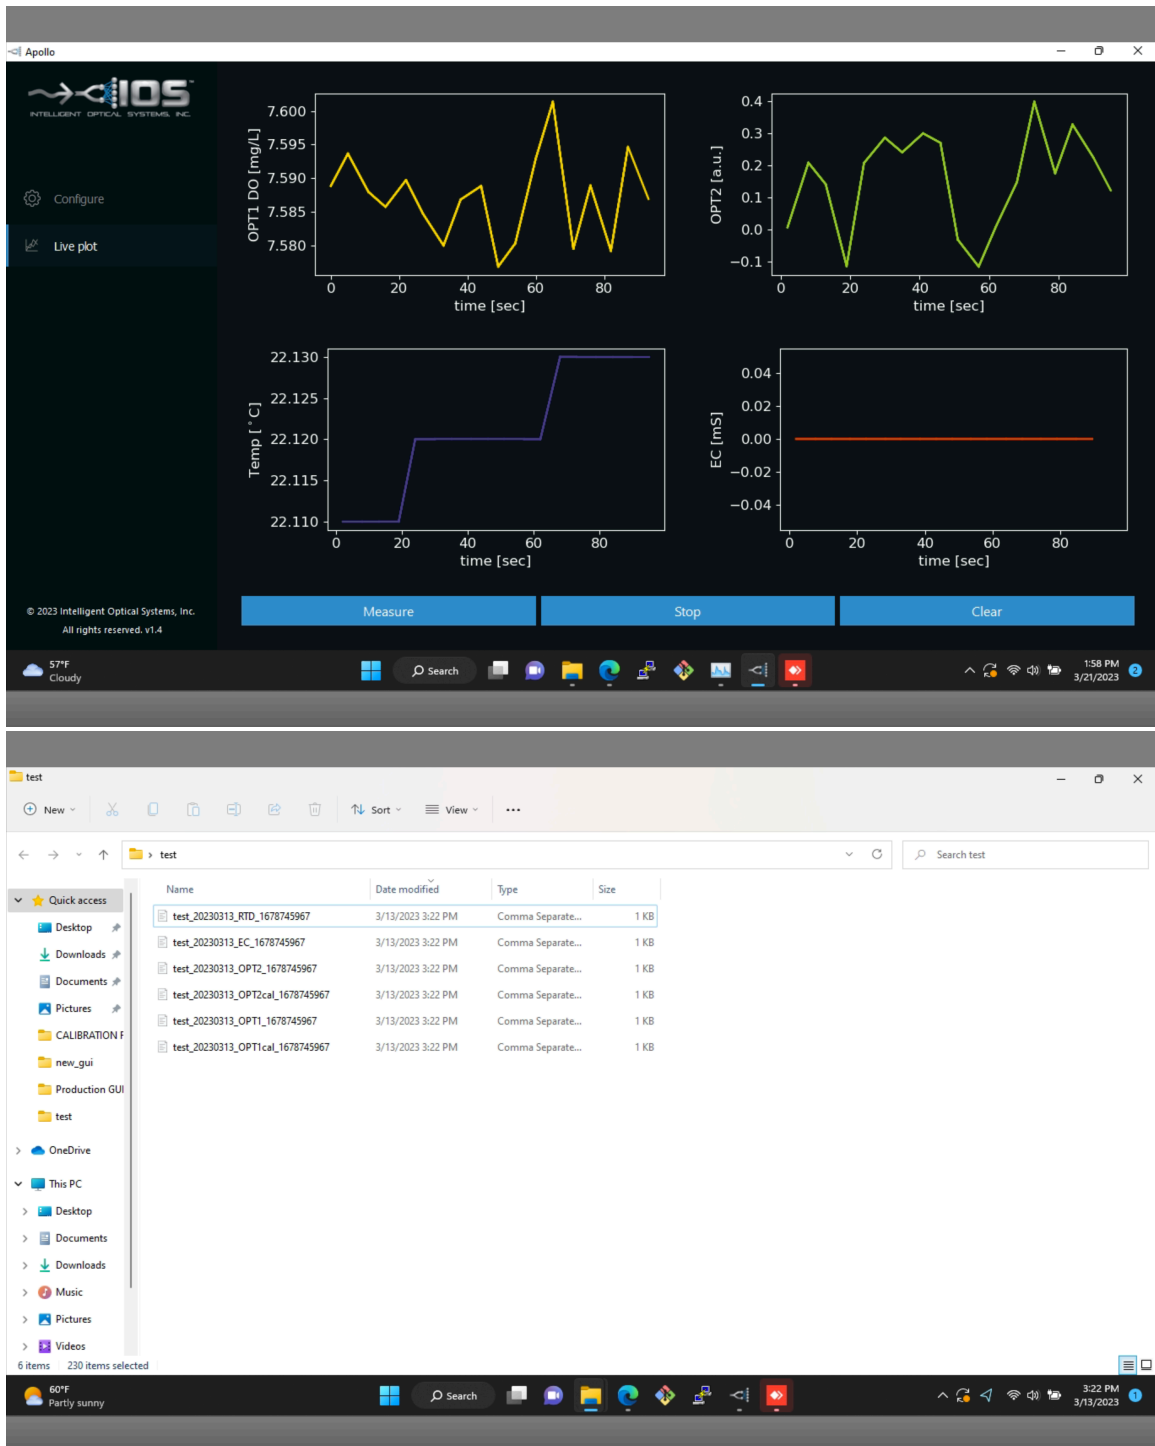 Apollo
IOS
INTELLIGENT OPTICAL SYSTEMS, INC.
Configure
Live plot
© 2023 Intelligent Optical Systems, Inc.
All rights reserved. v1.4
OPT1 DO [mg/L]
7.600
7.595
7.590
7.585
7.580
0 20 40 60 80
time [sec]
OPT2 [a.u.]
0.4
0.3
0.2
0.1
0.0
−0.1
0 20 40 60 80
time [sec]
Temp [°C]
22.130
22.125
22.120
22.115
22.110
0 20 40 60 80
time [sec]
EC [mS]
0.04
0.02
0.00
−0.02
−0.04
0 20 40 60 80
time [sec]
Measure Stop Clear
57°F
Cloudy
Search
1:58 PM
3/21/2023
2
test
New Sort View
test
Search test
Quick access
Desktop
Downloads
Documents
Pictures
CALIBRATION F
new_gui
Production GUI
test
OneDrive
This PC
Desktop
Documents
Downloads
Music
Pictures
Videos
Name Date modified Type Size
test_20230313_RTD_1678745967 3/13/2023 3:22 PM Comma Separate... 1 KB
test_20230313_EC_1678745967 3/13/2023 3:22 PM Comma Separate... 1 KB
test_20230313_OPT2_1678745967 3/13/2023 3:22 PM Comma Separate... 1 KB
test_20230313_OPT2cal_1678745967 3/13/2023 3:22 PM Comma Separate... 1 KB
test_20230313_OPT1_1678745967 3/13/2023 3:22 PM Comma Separate... 1 KB
test_20230313_OPT1cal_1678745967 3/13/2023 3:22 PM Comma Separate... 1 KB
6 items 230 items selected
60°F
Partly sunny
Search
3:22 PM
3/13/2023
1